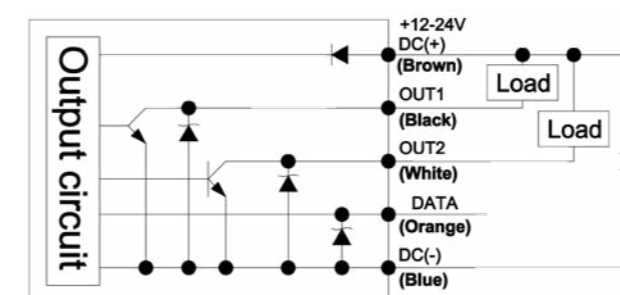 Output circuit
+12-24V
DC(+)
(Brown)
OUT1
(Black)
OUT2
(White)
DATA
(Orange)
DC(-)
(Blue)
Load
Load